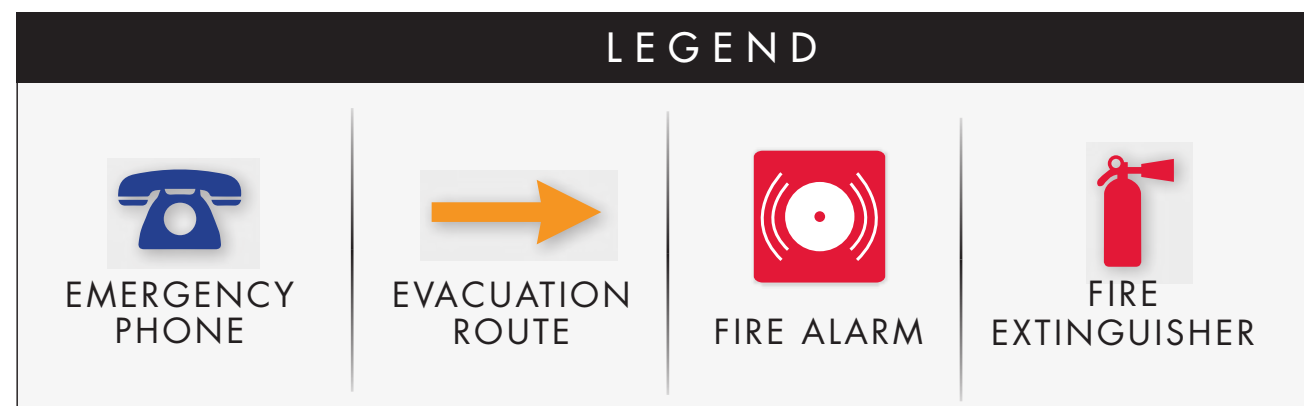 LEGEND
EMERGENCY
PHONE
EVACUATION
ROUTE
FIRE ALARM
FIRE
EXTINGUISHER